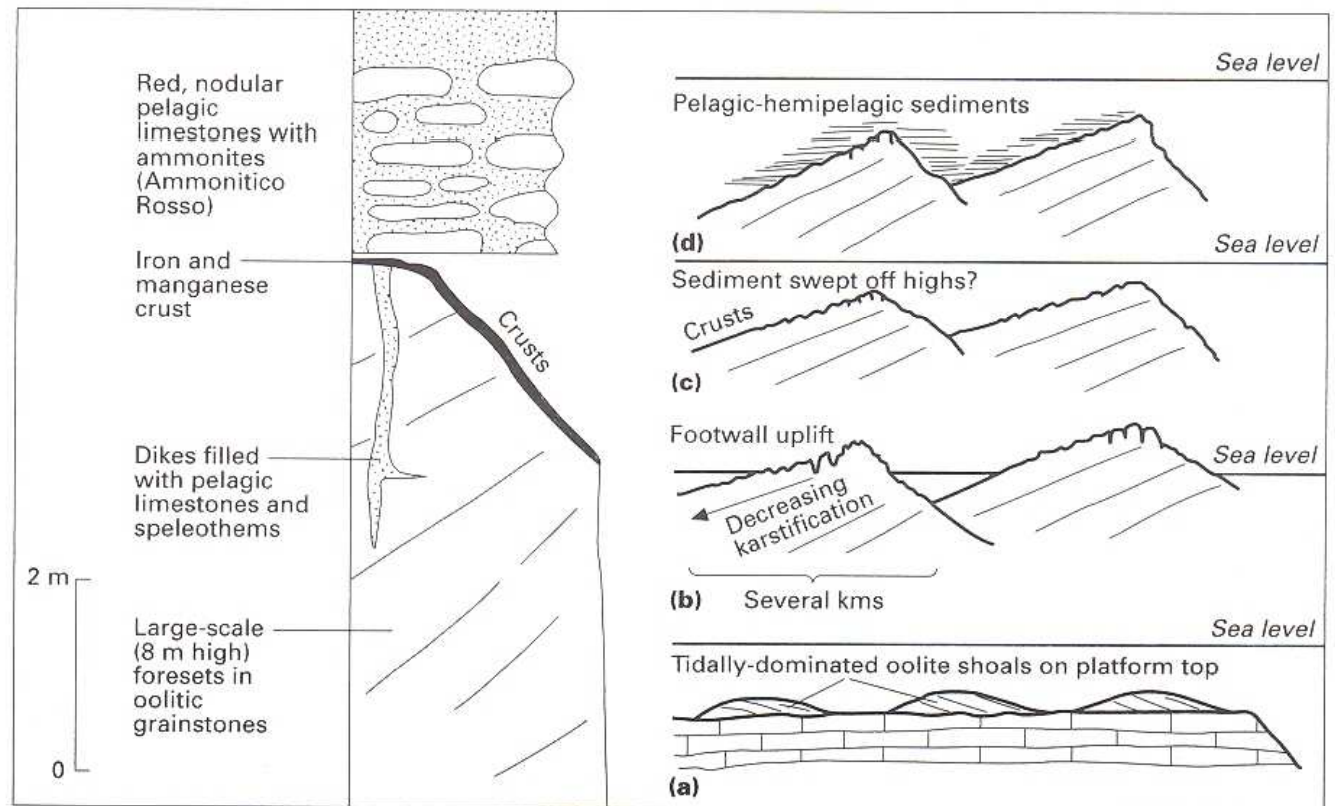 Red, nodular
pelagic
limestones with
ammonites
(Ammonitico
Rosso)
Iron and
manganese
crust
Crusts
Dikes filled
with pelagic
limestones and
speleothems
2 m
Large-scale
(8 m high)
foresets in
oolitic
grainstones
0
Sea level
Pelagic-hemipelagic sediments
(d)
Sea level
Sediment swept off highs?
Crusts
(c)
Footwall uplift
Sea level
Decreasing
karstification
(b)
Several kms
Sea level
Tidally-dominated oolite shoals on platform top
(a)